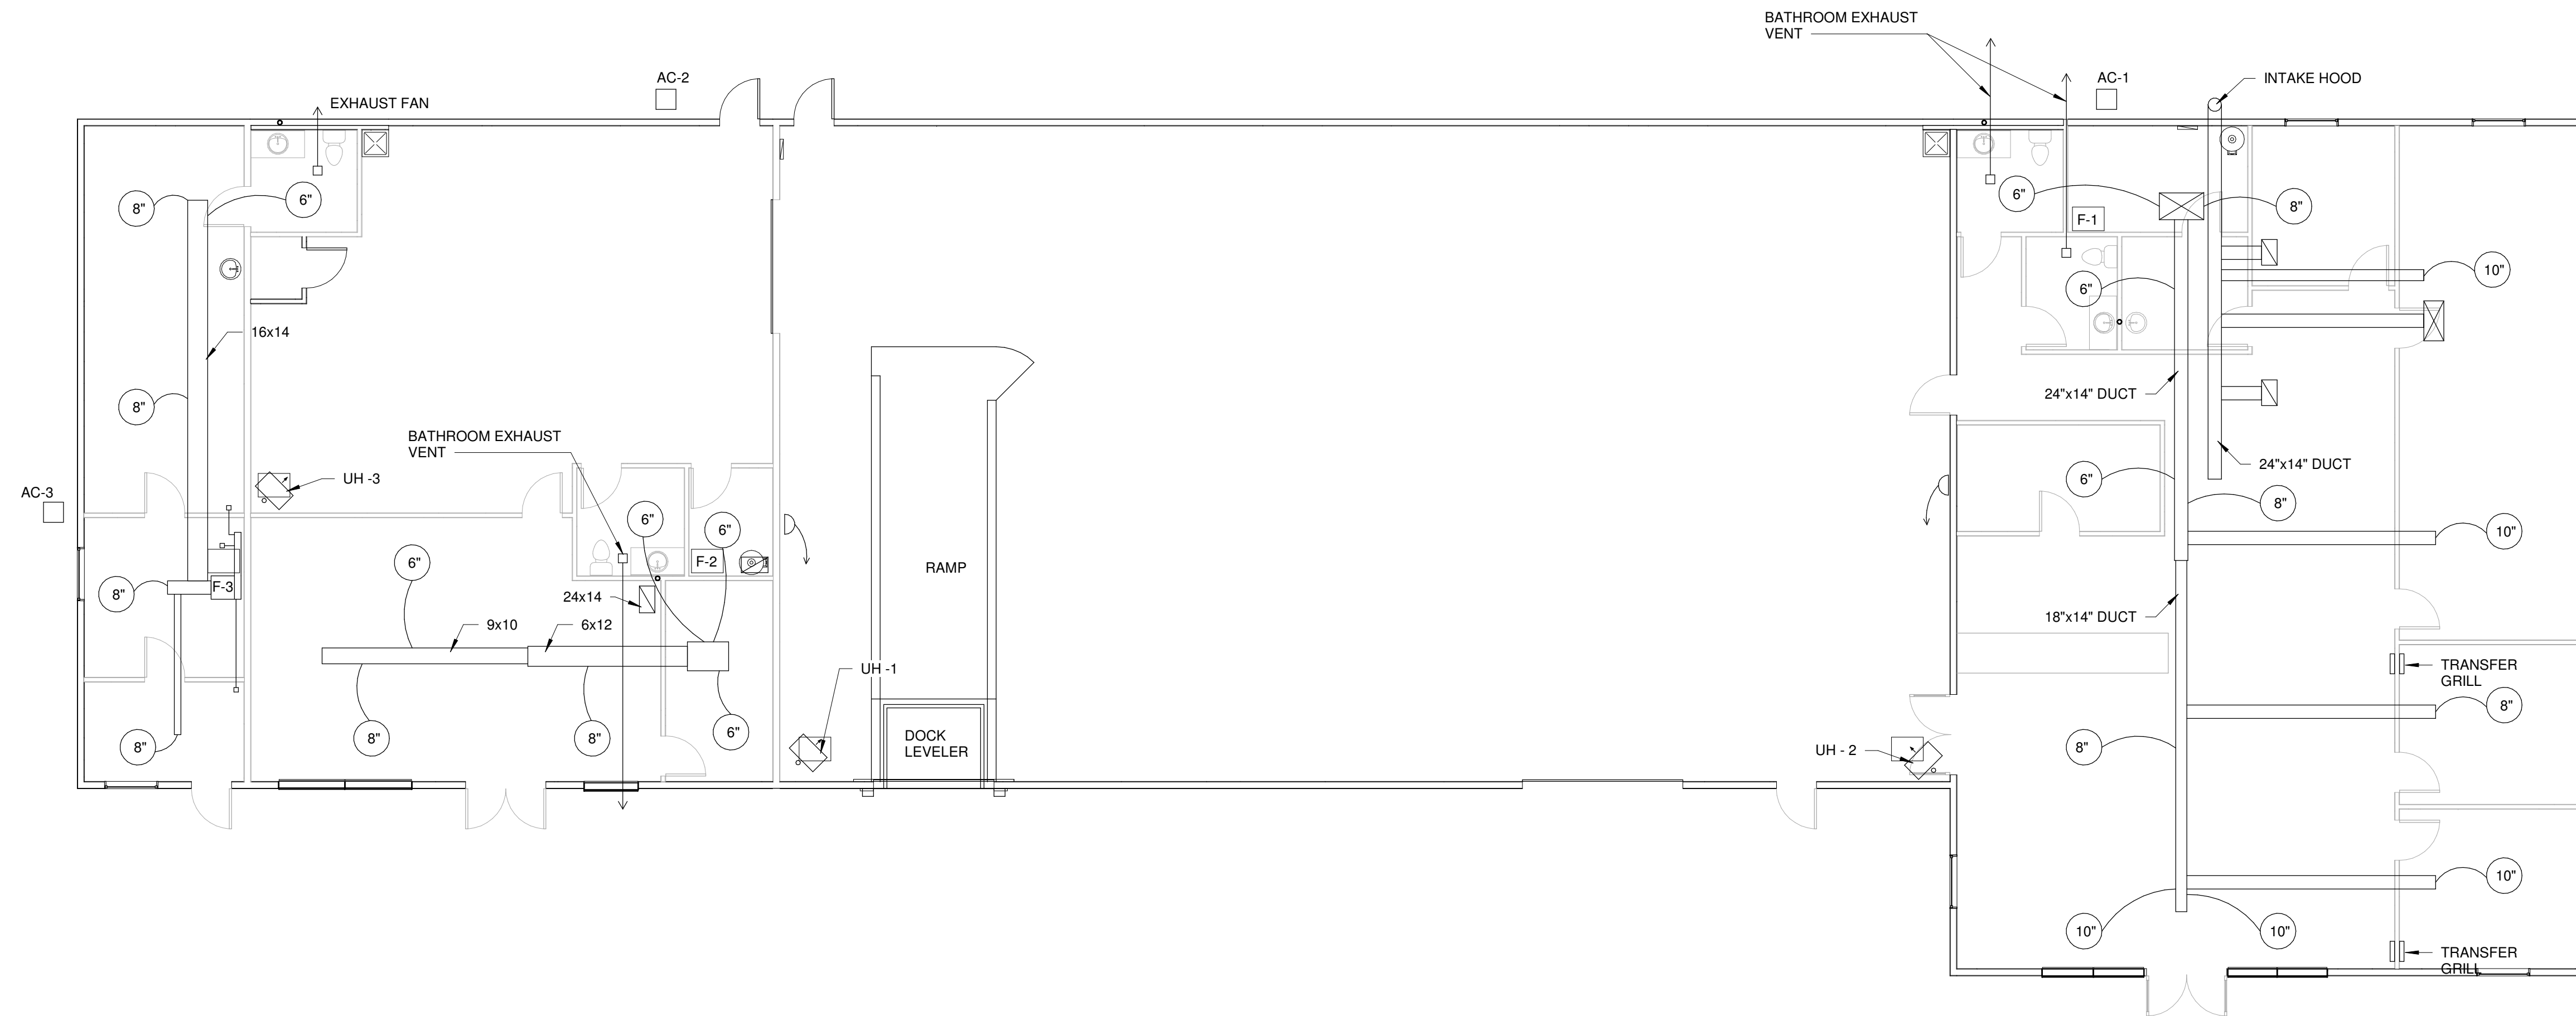 BATHROOM EXHAUST
VENT
AC-2
AC-1
INTAKE HOOD
EXHAUST FAN
6"
8"
6"
6"
8"
8"
F-1
10"
6"
16x14
24"x14" DUCT
8"
BATHROOM EXHAUST
VENT
24"x14" DUCT
UH -3
6"
AC-3
8"
6"
6"
10"
6"
F-2
RAMP
F-3
8"
24x14
18"x14" DUCT
9x10
6x12
TRANSFER
GRILL
UH -1
8"
6"
8"
8"
DOCK
LEVELER
8"
8"
UH - 2
10"
10"
10"
TRANSFER
GRILL